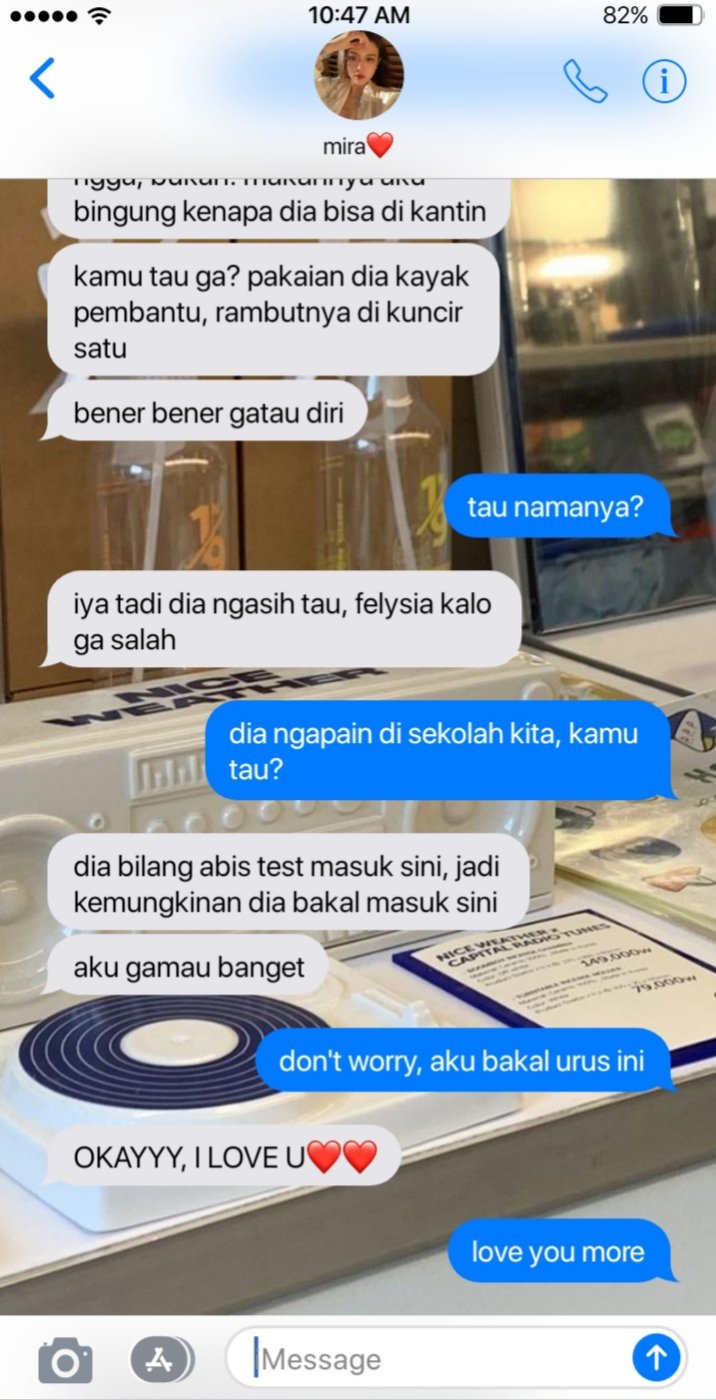 10:47 AM
82%
mira❤️
ngga, bukan! makannya aku
bingung kenapa dia bisa di kantin
kamu tau ga? pakaian dia kayak
pembantu, rambutnya di kuncir
satu
bener bener gatau diri
tau namanya?
iya tadi dia ngasih tau, felysia kalo
ga salah
NICE
WEATHER
dia ngapain di sekolah kita, kamu
tau?
dia bilang abis test masuk sini, jadi
kemungkinan dia bakal masuk sini
aku gamau banget
NICE WEATHER x
CAPITAL RADIO TUNES
149,000w
79,000w
don't worry, aku bakal urus ini
OKAYYY, I LOVE U❤️❤️
love you more
Message